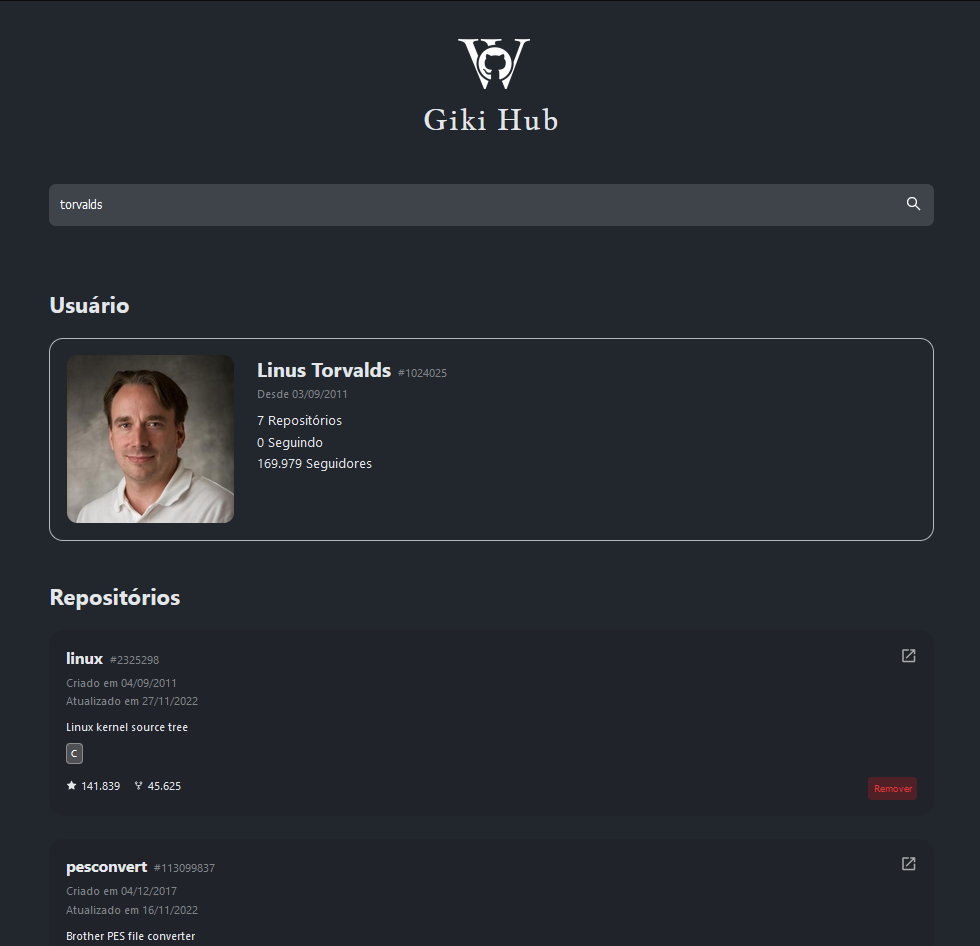 Giki Hub
torvalds
Usuário
Linus Torvalds #1024025
Desde 03/09/2011
7 Repositórios
0 Seguindo
169.979 Seguidores
Repositórios
linux #2325298
Criado em 04/09/2011
Atualizado em 27/11/2022
Linux kernel source tree
C
141.839 45.625
Remover
pesconvert #113099837
Criado em 04/12/2017
Atualizado em 16/11/2022
Brother PES file converter